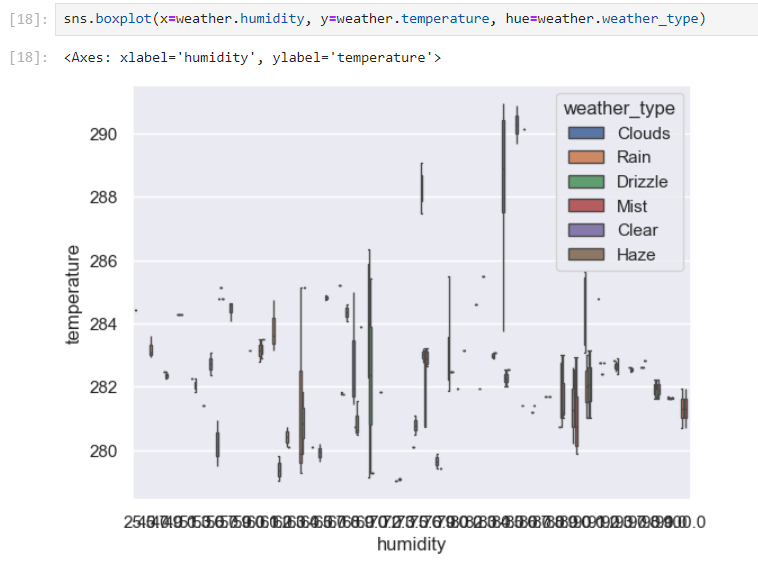 [18]: sns.boxplot(x=weather.humidity, y=weather.temperature, hue=weather.weather_type)
[18]: <Axes: xlabel='humidity', ylabel='temperature'>
weather_type
Clouds
Rain
Drizzle
Mist
Clear
Haze
290
288
286
284
282
280
temperature
humidity